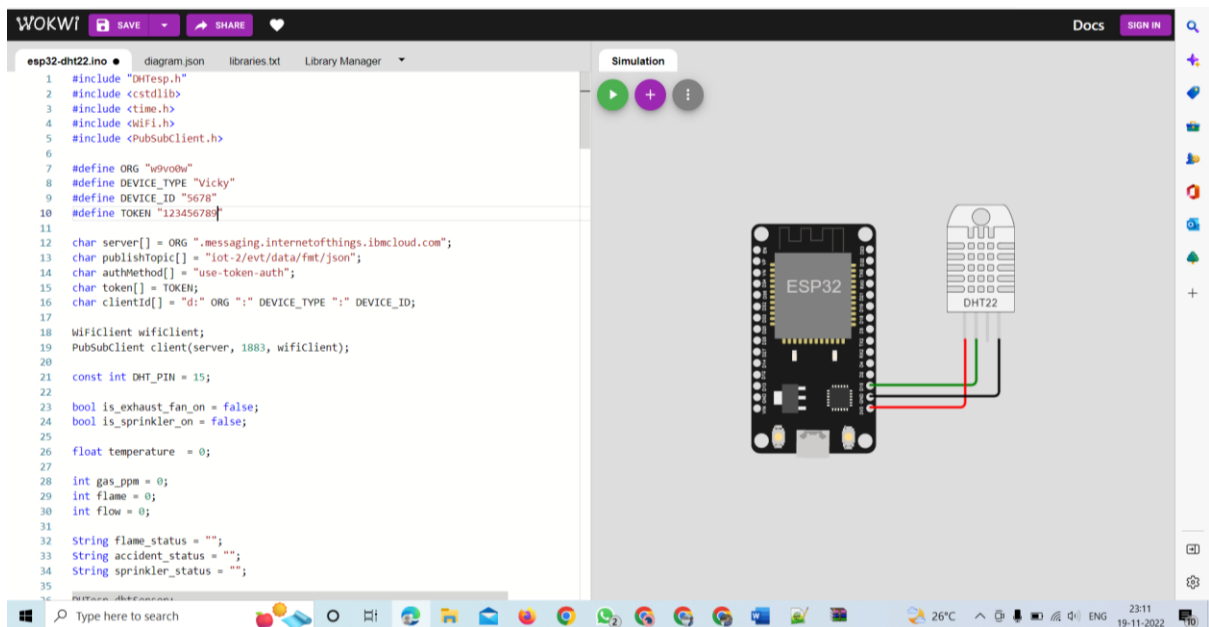 WOKWi SAVE SHARE Docs SIGN IN
esp32-dht22.ino ● diagram.json libraries.txt Library Manager
Simulation
1 #include "DHTesp.h"
2 #include <cstdlib>
3 #include <time.h>
4 #include <WiFi.h>
5 #include <PubSubClient.h>
6
7 #define ORG "w9vo0w"
8 #define DEVICE_TYPE "Vicky"
9 #define DEVICE_ID "5678"
10 #define TOKEN "123456789"
11
12 char server[] = ORG ".messaging.internetofthings.ibmcloud.com";
13 char publishTopic[] = "iot-2/evt/data/fmt/json";
14 char authMethod[] = "use-token-auth";
15 char token[] = TOKEN;
16 char clientId[] = "d:" ORG ":" DEVICE_TYPE ":" DEVICE_ID;
17
18 WiFiClient wifiClient;
19 PubSubClient client(server, 1883, wifiClient);
20
21 const int DHT_PIN = 15;
22
23 bool is_exhaust_fan_on = false;
24 bool is_sprinkler_on = false;
25
26 float temperature  = 0;
27
28 int gas_ppm = 0;
29 int flame = 0;
30 int flow = 0;
31
32 String flame_status = "";
33 String accident_status = "";
34 String sprinkler_status = "";
35
ESP32
DHT22
Type here to search
26°C ENG 23:11
19-11-2022